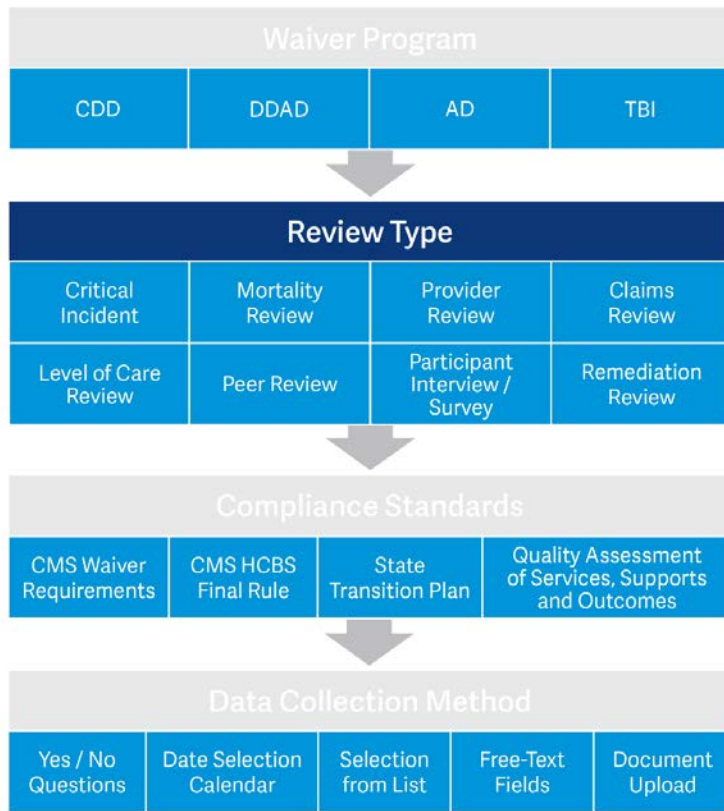 Waiver Program
CDD DDAD AD TBI
Review Type
Critical Incident
Mortality Review
Provider Review
Claims Review
Level of Care Review
Peer Review
Participant Interview / Survey
Remediation Review
Compliance Standards
CMS Waiver Requirements
CMS HCBS Final Rule
State Transition Plan
Quality Assessment of Services, Supports and Outcomes
Data Collection Method
Yes / No Questions
Date Selection Calendar
Selection from List
Free-Text Fields
Document Upload